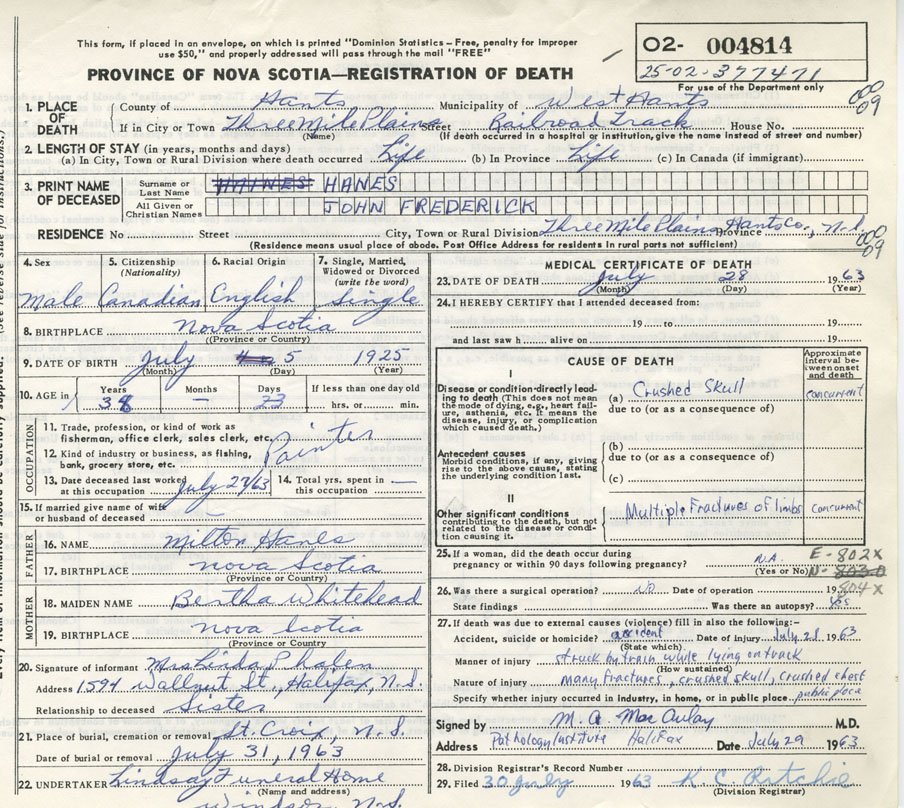 This form, if placed in an envelope, on which is printed "Dominion Statistics - Free, penalty for improper
use $50," and properly addressed will pass through the mail "FREE"
PROVINCE OF NOVA SCOTIA—REGISTRATION OF DEATH
O2- 004814
25-02-377471
For use of the Department only
1. PLACE OF DEATH
County of Hants Municipality of West Hants
If in City or Town Three Mile Plains Street Railroad Track House No.
(Name) (If death occurred in a hospital or institution, give the name instead of street and number)
000
09
2. LENGTH OF STAY (in years, months and days)
(a) In City, Town or Rural Division where death occurred Life (b) In Province Life (c) In Canada (if immigrant)
3. PRINT NAME OF DECEASED
Surname or Last Name HANES
All Given or Christian Names JOHN FREDERICK
RESIDENCE No Street City, Town or Rural Division Three Mile Plains, Hants Co., N.S. Province
(Residence means usual place of abode. Post Office Address for residents in rural parts not sufficient)
000
09
4. Sex
Male
5. Citizenship (Nationality)
Canadian
6. Racial Origin
English
7. Single, Married, Widowed or Divorced (write the word)
Single
8. BIRTHPLACE Nova Scotia
(Province or Country)
9. DATE OF BIRTH July 5 1925
(Month) (Day) (Year)
10. AGE in Years 38 Months — Days 23 If less than one day old
hrs. or min.
OCCUPATION
11. Trade, profession, or kind of work as
fisherman, office clerk, sales clerk, etc. Painter
12. Kind of industry or business, as fishing,
bank, grocery store, etc.
13. Date deceased last worked at this occupation July 27/63
14. Total yrs. spent in this occupation —
15. If married give name of wife
or husband of deceased —
FATHER
16. NAME Milton Hanes
17. BIRTHPLACE Nova Scotia
(Province or Country)
MOTHER
18. MAIDEN NAME Bertha Whitehead
19. BIRTHPLACE Nova Scotia
(Province or Country)
20. Signature of informant Mrs Linda Phalen
Address 1594 Wallnut St., Halifax, N.S.
Relationship to deceased Sister
21. Place of burial, cremation or removal St. Croix, N.S.
Date of burial or removal July 31, 1963
22. UNDERTAKER Lindsay Funeral Home
(Name and address)
Windsor N.S.
MEDICAL CERTIFICATE OF DEATH
23. DATE OF DEATH July 28 1963
(Month) (Day) (Year)
24. I HEREBY CERTIFY that I attended deceased from:
19 to 19
and last saw h alive on 19
CAUSE OF DEATH
Approximate interval between onset and death
I
Disease or condition directly leading to death (This does not mean the mode of dying, e.g., heart failure, asthenia, etc. It means the disease, injury, or complication which caused death.)
(a) Crushed Skull concurrent
due to (or as a consequence of)
Antecedent causes
Morbid conditions, if any, giving rise to the above cause, stating the underlying condition last.
(b)
due to (or as a consequence of)
(c)
II
Other significant conditions
contributing to the death, but not related to the disease or condition causing it.
Multiple Fractures of limbs concurrent
25. If a woman, did the death occur during
pregnancy or within 90 days following pregnancy? N.A.
(Yes or No)
E-802X
N-803.0
804X
26. Was there a surgical operation? No Date of operation 19
State findings Was there an autopsy? yes
27. If death was due to external causes (violence) fill in also the following:-
Accident, suicide or homicide? accident Date of injury July 28 1963
(State which)
Manner of injury struck by train while lying on track
(How sustained)
Nature of injury many fractures, crushed skull, crushed chest
Specify whether injury occurred in industry, in home, or in public place public place
Signed by M. A. MacAulay M.D.
Address Pathology Institute Halifax Date July 29 1963
28. Division Registrar's Record Number
29. Filed 30 July 1963 K. C. Ritchie
(Division Registrar)